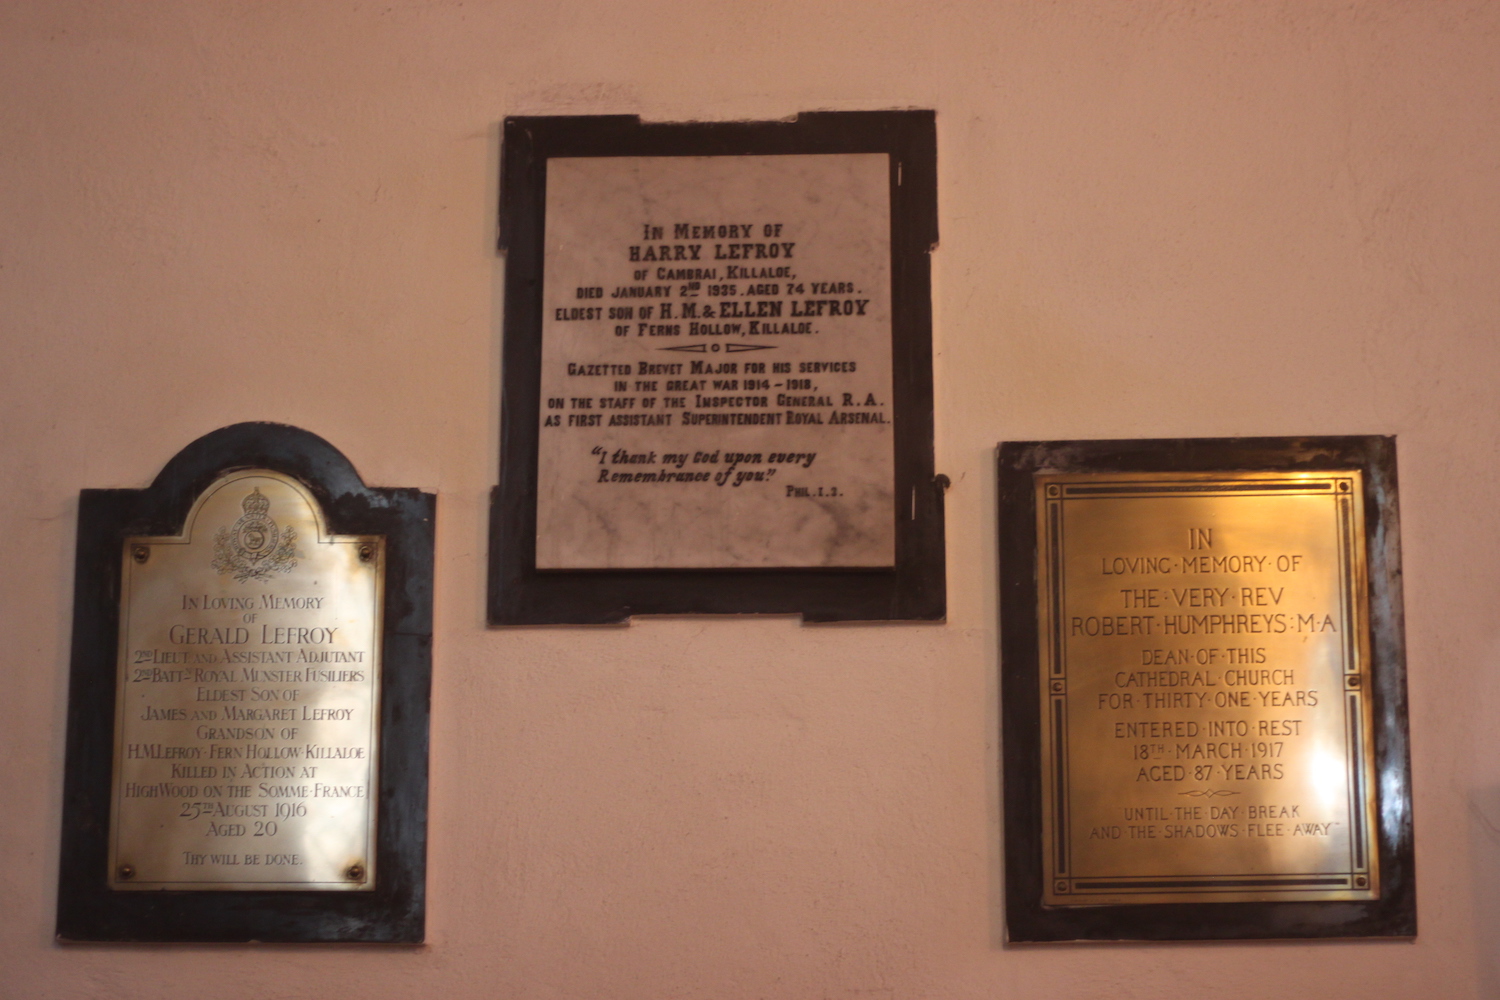 IN MEMORY OF
HARRY LEFROY
OF CAMBRAI, KILLALOE,
DIED JANUARY 2ND 1935. AGED 74 YEARS.
ELDEST SON OF H.M. & ELLEN LEFROY
OF FERNS HOLLOW, KILLALOE.
GAZETTED BREVET MAJOR FOR HIS SERVICES
IN THE GREAT WAR 1914-1918,
ON THE STAFF OF THE INSPECTOR GENERAL R.A.
AS FIRST ASSISTANT SUPERINTENDENT ROYAL ARSENAL.
"I thank my God upon every
Remembrance of you."
PHIL.I.3.
IN LOVING MEMORY
OF
GERALD LEFROY
2ND LIEUT AND ASSISTANT ADJUTANT
2ND BATTN ROYAL MUNSTER FUSILIERS
ELDEST SON OF
JAMES AND MARGARET LEFROY
GRANDSON OF
H.M.LEFROY·FERN HOLLOW·KILLALOE
KILLED IN ACTION AT
HIGH WOOD ON THE SOMME·FRANCE
25TH AUGUST 1916
AGED 20
THY WILL BE DONE.
IN
LOVING·MEMORY·OF
THE·VERY·REV
ROBERT·HUMPHREYS:M·A
DEAN·OF·THIS
CATHEDRAL·CHURCH
FOR·THIRTY·ONE·YEARS
ENTERED·INTO·REST
18TH·MARCH·1917
AGED·87·YEARS
UNTIL·THE·DAY·BREAK
AND·THE·SHADOWS·FLEE·AWAY